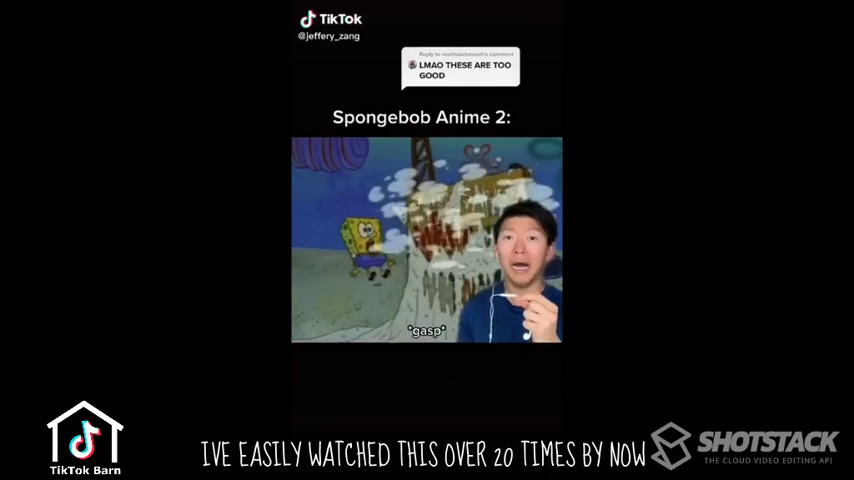 TikTok
@jeffery_zang
LMAO THESE ARE TOO
GOOD
Spongebob Anime 2:
*gasp*
TikTok Barn
IVE EASILY WATCHED THIS OVER 20 TIMES BY NOW
SHOTSTACK
THE CLOUD VIDEO EDITING API